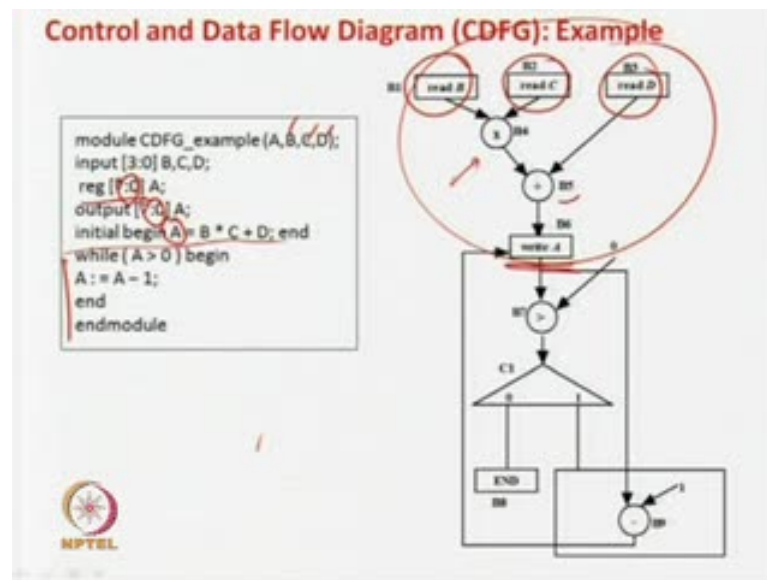 Control and Data Flow Diagram (CDFG): Example
module CDFG_example (A,B,C,D);
input [3:0] B,C,D;
reg [7:0] A;
output [7:0] A;
initial begin A = B * C + D; end
while ( A > 0 ) begin
A : = A – 1;
end
endmodule
B1
read B
B2
read C
B3
read D
x
B4
+
B5
B6
write A
0
B7
>
C1
0
1
END
B8
1
-
B9
NPTEL